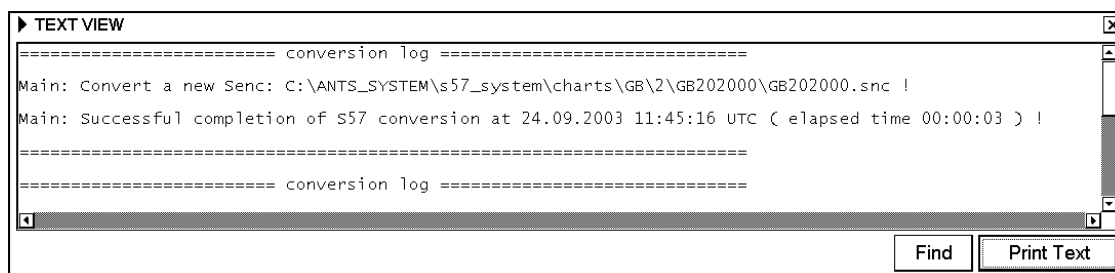 TEXT VIEW
========================= conversion log ==============================
Main: Convert a new Senc: C:\ANTS_SYSTEM\s57_system\charts\GB\2\GB202000\GB202000.snc !
Main: Successful completion of S57 conversion at 24.09.2003 11:45:16 UTC ( elapsed time 00:00:03 ) !
=======================================================================
========================= conversion log ==============================
Find
Print Text